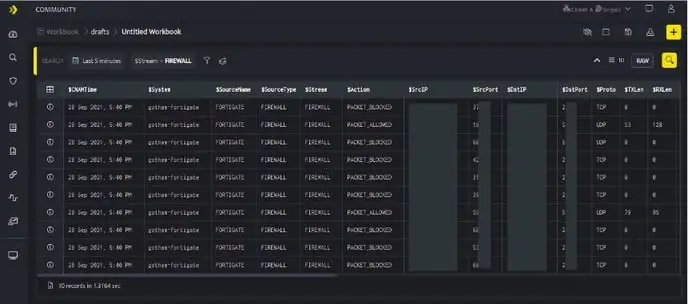 COMMUNITY
Workbook › drafts › Untitled Workbook
SEARCH Last 5 minutes $Stream = FIREWALL 10 RAW
$CNAMTime $System $SourceName $SourceType $Stream $Action $SrcIP $SrcPort $DstIP $DstPort $Proto $TXLen $RXLen
28 Sep 2021, 5:40 PM gotham-fortigate FORTIGATE FIREWALL FIREWALL PACKET_BLOCKED 37 2 TCP 0 0
28 Sep 2021, 5:40 PM gotham-fortigate FORTIGATE FIREWALL FIREWALL PACKET_ALLOWED 19 5 UDP 53 128
28 Sep 2021, 5:40 PM gotham-fortigate FORTIGATE FIREWALL FIREWALL PACKET_BLOCKED 60 TCP 0 0
28 Sep 2021, 5:40 PM gotham-fortigate FORTIGATE FIREWALL FIREWALL PACKET_BLOCKED 42 2 TCP 0 0
28 Sep 2021, 5:40 PM gotham-fortigate FORTIGATE FIREWALL FIREWALL PACKET_BLOCKED 31 2 TCP 0 0
28 Sep 2021, 5:40 PM gotham-fortigate FORTIGATE FIREWALL FIREWALL PACKET_BLOCKED 2 TCP 0 0
28 Sep 2021, 5:40 PM gotham-fortigate FORTIGATE FIREWALL FIREWALL PACKET_ALLOWED 50 5 UDP 79 95
28 Sep 2021, 5:40 PM gotham-fortigate FORTIGATE FIREWALL FIREWALL PACKET_BLOCKED 60 2 TCP 0 0
28 Sep 2021, 5:40 PM gotham-fortigate FORTIGATE FIREWALL FIREWALL PACKET_BLOCKED 53 2 TCP 0 0
28 Sep 2021, 5:40 PM gotham-fortigate FORTIGATE FIREWALL FIREWALL PACKET_BLOCKED 60 2 TCP 0 0
10 records in 1.3164 sec